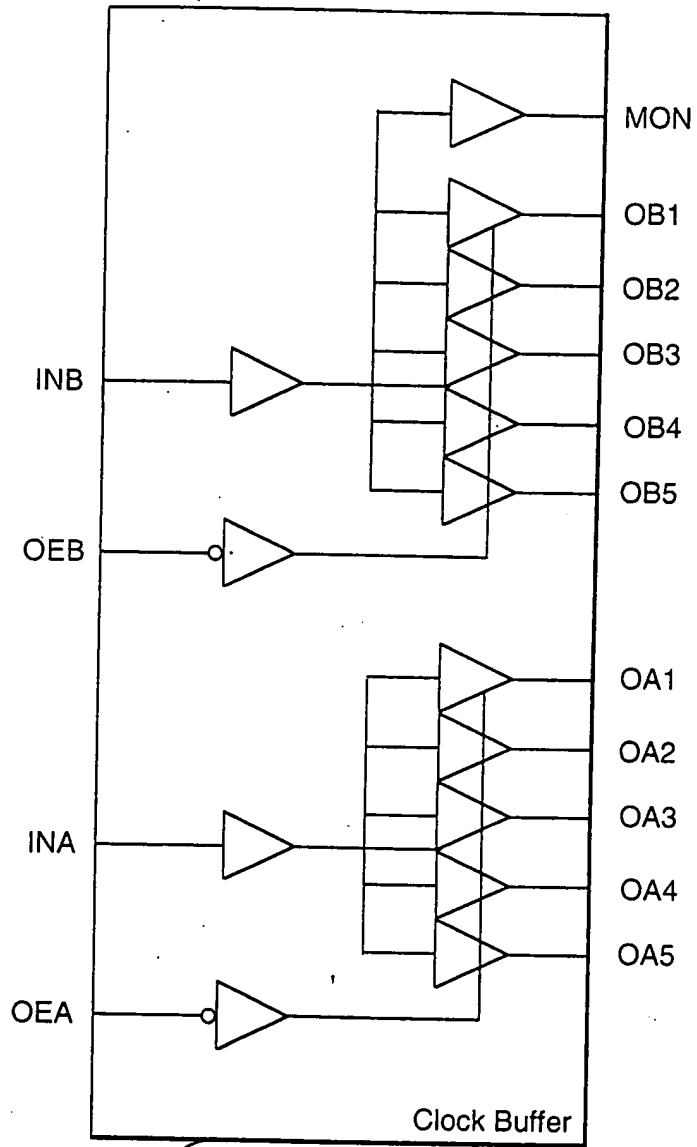 MON
OB1
OB2
OB3
INB
OB4
OB5
OEB
OA1
OA2
OA3
INA
OA4
OA5
OEA
Clock Buffer